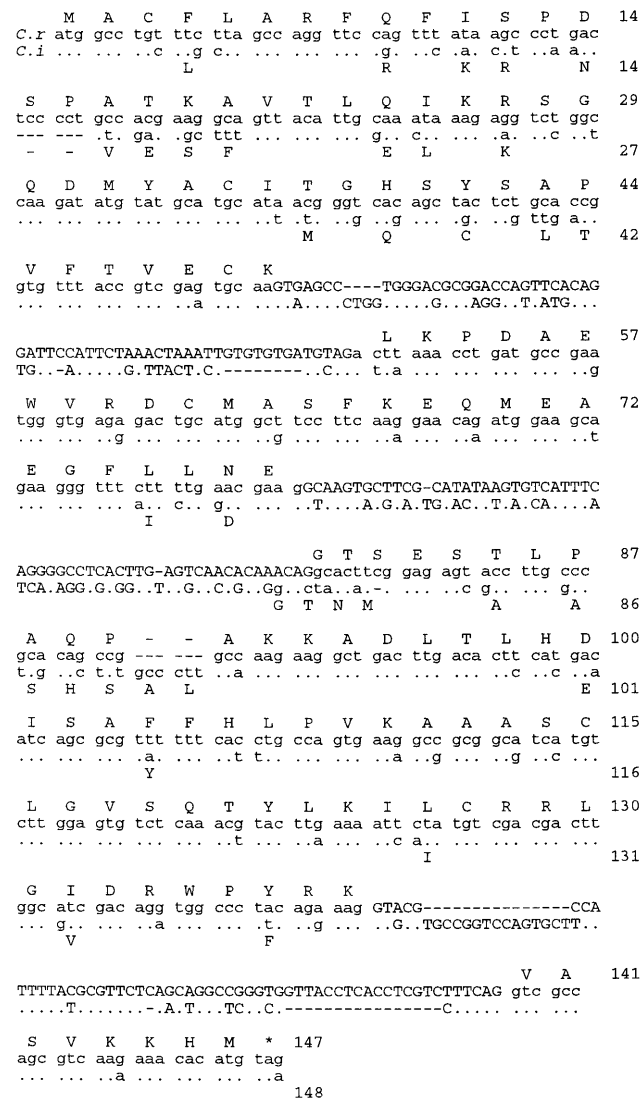 M A C F L A R F Q F I S P D 14
C.r atg gcc tgt ttc tta gcc agg ttc cag ttt ata agc cct gac
C.i ... ... ..c ..g c.. ... ... ... .g. ..c .a. c.t .a a..
L R K R N 14
S P A T K A V T L Q I K R S G 29
tcc cct gcc acg aag gca gtt aca ttg caa ata aag agg tct ggc
--- --- .t. ga. .gc ttt ... ... ... g.. c.. ... .a. ..c ..t
- - V E S F E L K 27
Q D M Y A C I T G H S Y S A P 44
caa gat atg tat gca tgc ata acg ggt cac agc tac tct gca ccg
... ... ... ... ... ... ..t .t. ..g ..g ... .g. ..g ttg a..
M Q C L T 42
V F T V E C K
gtg ttt acc gtc gag tgc aaGTGAGCC----TGGGACGCGGACCAGTTCACAG
... ... ... ... ..a ... ...A....CTGG.....G...AGG..T.ATG...
L K P D A E 57
GATTCCATTCTAAACTAAATTGTGTGTGATGTAGa ctt aaa cct gat gcc gaa
TG..-A.....G.TTACT.C.--------...C.. t.a ... ... ... ... ..g
W V R D C M A S F K E Q M E A 72
tgg gtg aga gac tgc atg gct tcc ttc aag gaa cag atg gaa gca
... ... ..g ... ... ... ..g ... ... ..a ... ..a ... ... ..t
E G F L L N E
gaa ggg ttt ctt ttg aac gaa gGCAAGTGCTTCG-CATATAAGTGTCATTTC
... ... ... a.. c.. g.. ... ....T....A.G.A.TG.AC..T.A.CA....A
I D
G T S E S T L P 87
AGGGGCCTCACTTG-AGTCAACACAAACAGgcacttcg gag agt acc ttg ccc
TCA.AGG.G.GG..T..G..C.G..Gg..cta..a.-. ... ..c g.. ... g..
G T N M A A 86
A Q P - - A K K A D L T L H D 100
gca cag ccg --- --- gcc aag aag gct gac ttg aca ctt cat gac
t.g ..c t.t gcc ctt ..a ... ... ... ... ... ..c ..c ... ..a
S H S A L E 101
I S A F F H L P V K A A A S C 115
atc agc gcg ttt ttt cac ctg cca gtg aag gcc gcg gca tca tgt
... ... ... .a. ... ..t t.. ... ... ..a ..g ... ..g ..c ...
Y 116
L G V S Q T Y L K I L C R R L 130
ctt gga gtg tct caa acg tac ttg aaa att cta tgt cga cga ctt
... ... ... ... ... ..t ... ..a ... ..c a.. ... ... ... ...
I 131
G I D R W P Y R K
ggc atc gac agg tgg ccc tac aga aag GTACG---------------CCA
... g.. ... ..a ... ... .t. ..g ... ..G..TGCCGGTCCAGTGCTT..
V F
V A 141
TTTTACGCGTTCTCAGCAGGCCGGGTGGTTACCTCACCTCGTCTTTCAG gtc gcc
.....T.......-.A.T...TC..C.----------------C..... ... ...
S V K K H M * 147
agc gtc aag aaa cac atg tag
... ... ..a ... ... ... ..a
148